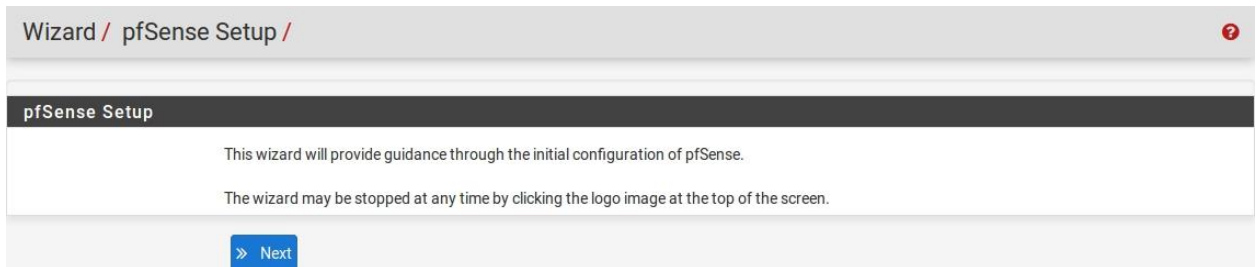 Wizard / pfSense Setup /
pfSense Setup
This wizard will provide guidance through the initial configuration of pfSense.
The wizard may be stopped at any time by clicking the logo image at the top of the screen.
» Next